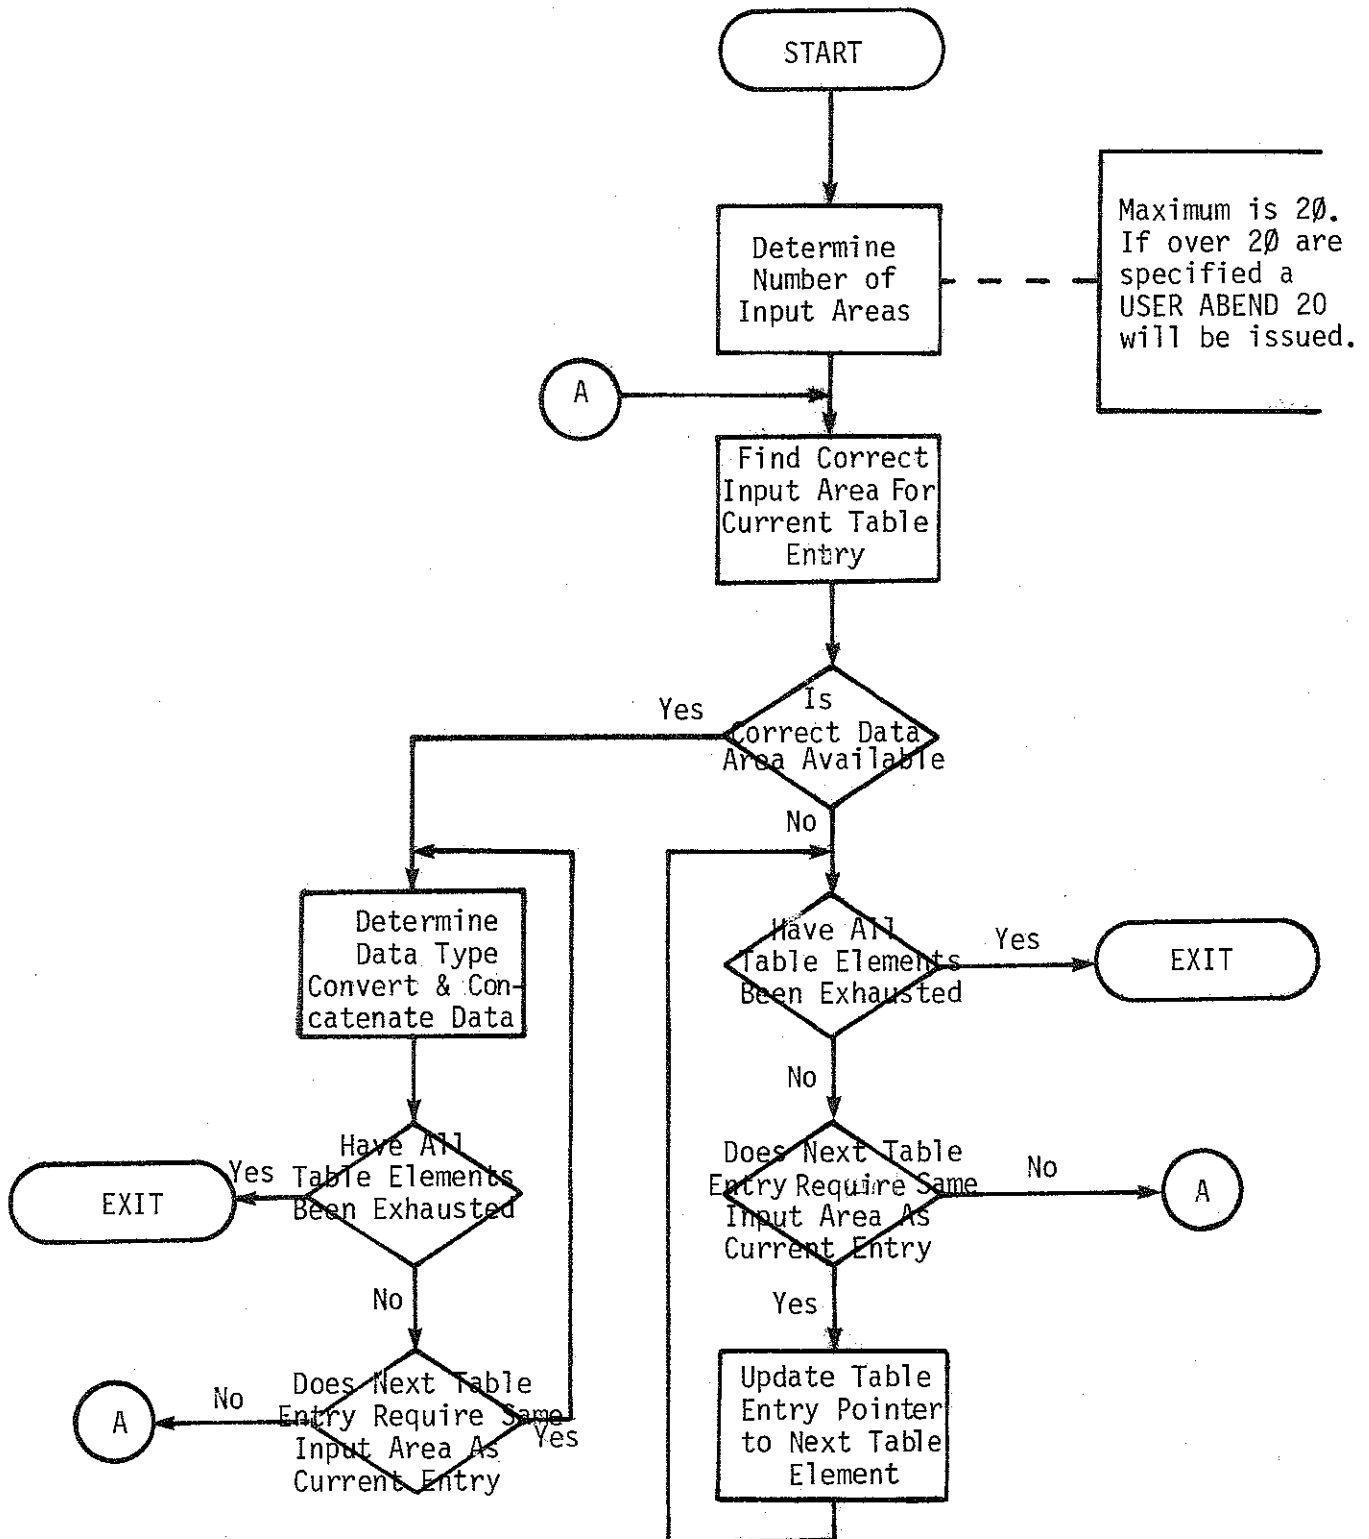 START
Determine
Number of
Input Areas
Maximum is 2Ø.
If over 2Ø are
specified a
USER ABEND 20
will be issued.
A
Find Correct
Input Area For
Current Table
Entry
Yes
Is
Correct Data
Area Available
No
Determine
Data Type
Convert & Con-
catenate Data
Have All
Table Elements
Been Exhausted
Yes
EXIT
No
Have All
Table Elements
Been Exhausted
Yes
EXIT
No
Does Next Table
Entry Require Same
Input Area As
Current Entry
No
A
Yes
Does Next Table
Entry Require Same
Input Area As
Current Entry
No
A
Yes
Update Table
Entry Pointer
to Next Table
Element